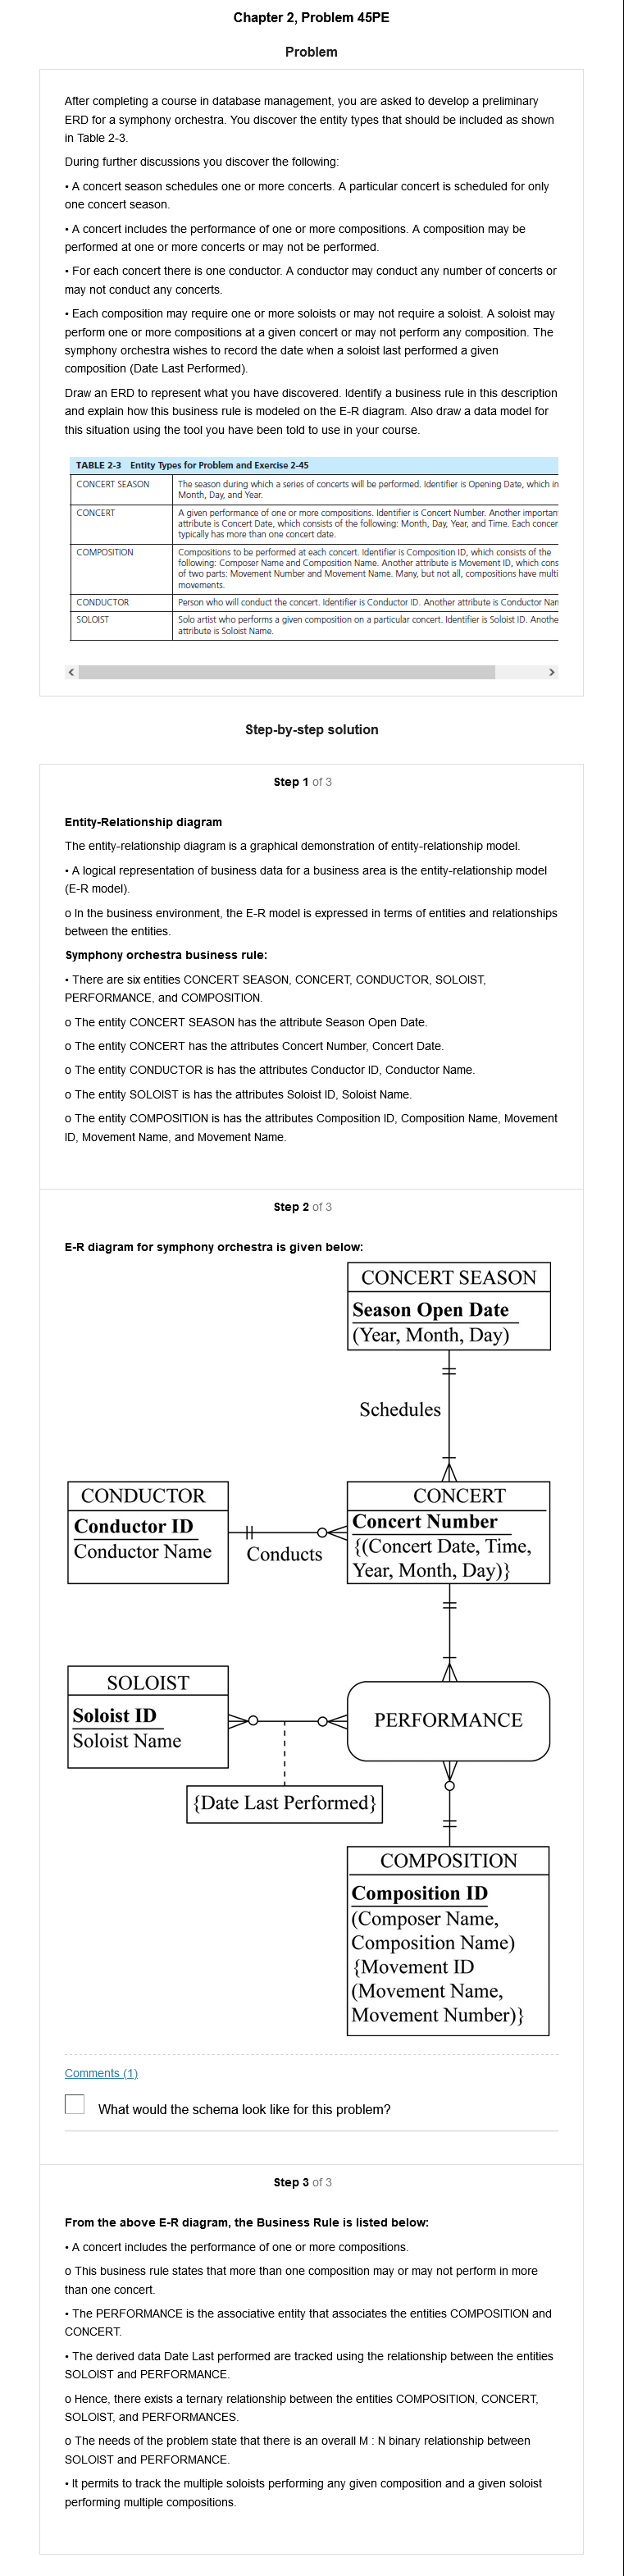 Chapter 2, Problem 45PE
Problem
After completing a course in database management, you are asked to develop a preliminary
ERD for a symphony orchestra. You discover the entity types that should be included as shown
in Table 2-3.
During further discussions you discover the following:
• A concert season schedules one or more concerts. A particular concert is scheduled for only
one concert season.
• A concert includes the performance of one or more compositions. A composition may be
performed at one or more concerts or may not be performed.
• For each concert there is one conductor. A conductor may conduct any number of concerts or
may not conduct any concerts.
• Each composition may require one or more soloists or may not require a soloist. A soloist may
perform one or more compositions at a given concert or may not perform any composition. The
symphony orchestra wishes to record the date when a soloist last performed a given
composition (Date Last Performed).
Draw an ERD to represent what you have discovered. Identify a business rule in this description
and explain how this business rule is modeled on the E-R diagram. Also draw a data model for
this situation using the tool you have been told to use in your course.
TABLE 2-3 Entity Types for Problem and Exercise 2-45
CONCERT SEASON The season during which a series of concerts will be performed. Identifier is Opening Date, which in
Month, Day, and Year.
CONCERT A given performance of one or more compositions. Identifier is Concert Number. Another importan
attribute is Concert Date, which consists of the following: Month, Day, Year, and Time. Each concer
typically has more than one concert date.
COMPOSITION Compositions to be performed at each concert. Identifier is Composition ID, which consists of the
following: Composer Name and Composition Name. Another attribute is Movement ID, which cons
of two parts: Movement Number and Movement Name. Many, but not all, compositions have multi
movements.
CONDUCTOR Person who will conduct the concert. Identifier is Conductor ID. Another attribute is Conductor Nan
SOLOIST Solo artist who performs a given composition on a particular concert. Identifier is Soloist ID. Anothe
attribute is Soloist Name.
Step-by-step solution
Step 1 of 3
Entity-Relationship diagram
The entity-relationship diagram is a graphical demonstration of entity-relationship model.
• A logical representation of business data for a business area is the entity-relationship model
(E-R model).
o In the business environment, the E-R model is expressed in terms of entities and relationships
between the entities.
Symphony orchestra business rule:
• There are six entities CONCERT SEASON, CONCERT, CONDUCTOR, SOLOIST,
PERFORMANCE, and COMPOSITION.
o The entity CONCERT SEASON has the attribute Season Open Date.
o The entity CONCERT has the attributes Concert Number, Concert Date.
o The entity CONDUCTOR is has the attributes Conductor ID, Conductor Name.
o The entity SOLOIST is has the attributes Soloist ID, Soloist Name.
o The entity COMPOSITION is has the attributes Composition ID, Composition Name, Movement
ID, Movement Name, and Movement Name.
Step 2 of 3
E-R diagram for symphony orchestra is given below:
CONCERT SEASON
Season Open Date
(Year, Month, Day)
Schedules
CONDUCTOR
Conductor ID
Conductor Name
Conducts
CONCERT
Concert Number
{(Concert Date, Time,
Year, Month, Day)}
SOLOIST
Soloist ID
Soloist Name
PERFORMANCE
{Date Last Performed}
COMPOSITION
Composition ID
(Composer Name,
Composition Name)
{Movement ID
(Movement Name,
Movement Number)}
Comments (1)
What would the schema look like for this problem?
Step 3 of 3
From the above E-R diagram, the Business Rule is listed below:
• A concert includes the performance of one or more compositions.
o This business rule states that more than one composition may or may not perform in more
than one concert.
• The PERFORMANCE is the associative entity that associates the entities COMPOSITION and
CONCERT.
• The derived data Date Last performed are tracked using the relationship between the entities
SOLOIST and PERFORMANCE.
o Hence, there exists a ternary relationship between the entities COMPOSITION, CONCERT,
SOLOIST, and PERFORMANCES.
o The needs of the problem state that there is an overall M : N binary relationship between
SOLOIST and PERFORMANCE.
• It permits to track the multiple soloists performing any given composition and a given soloist
performing multiple compositions.